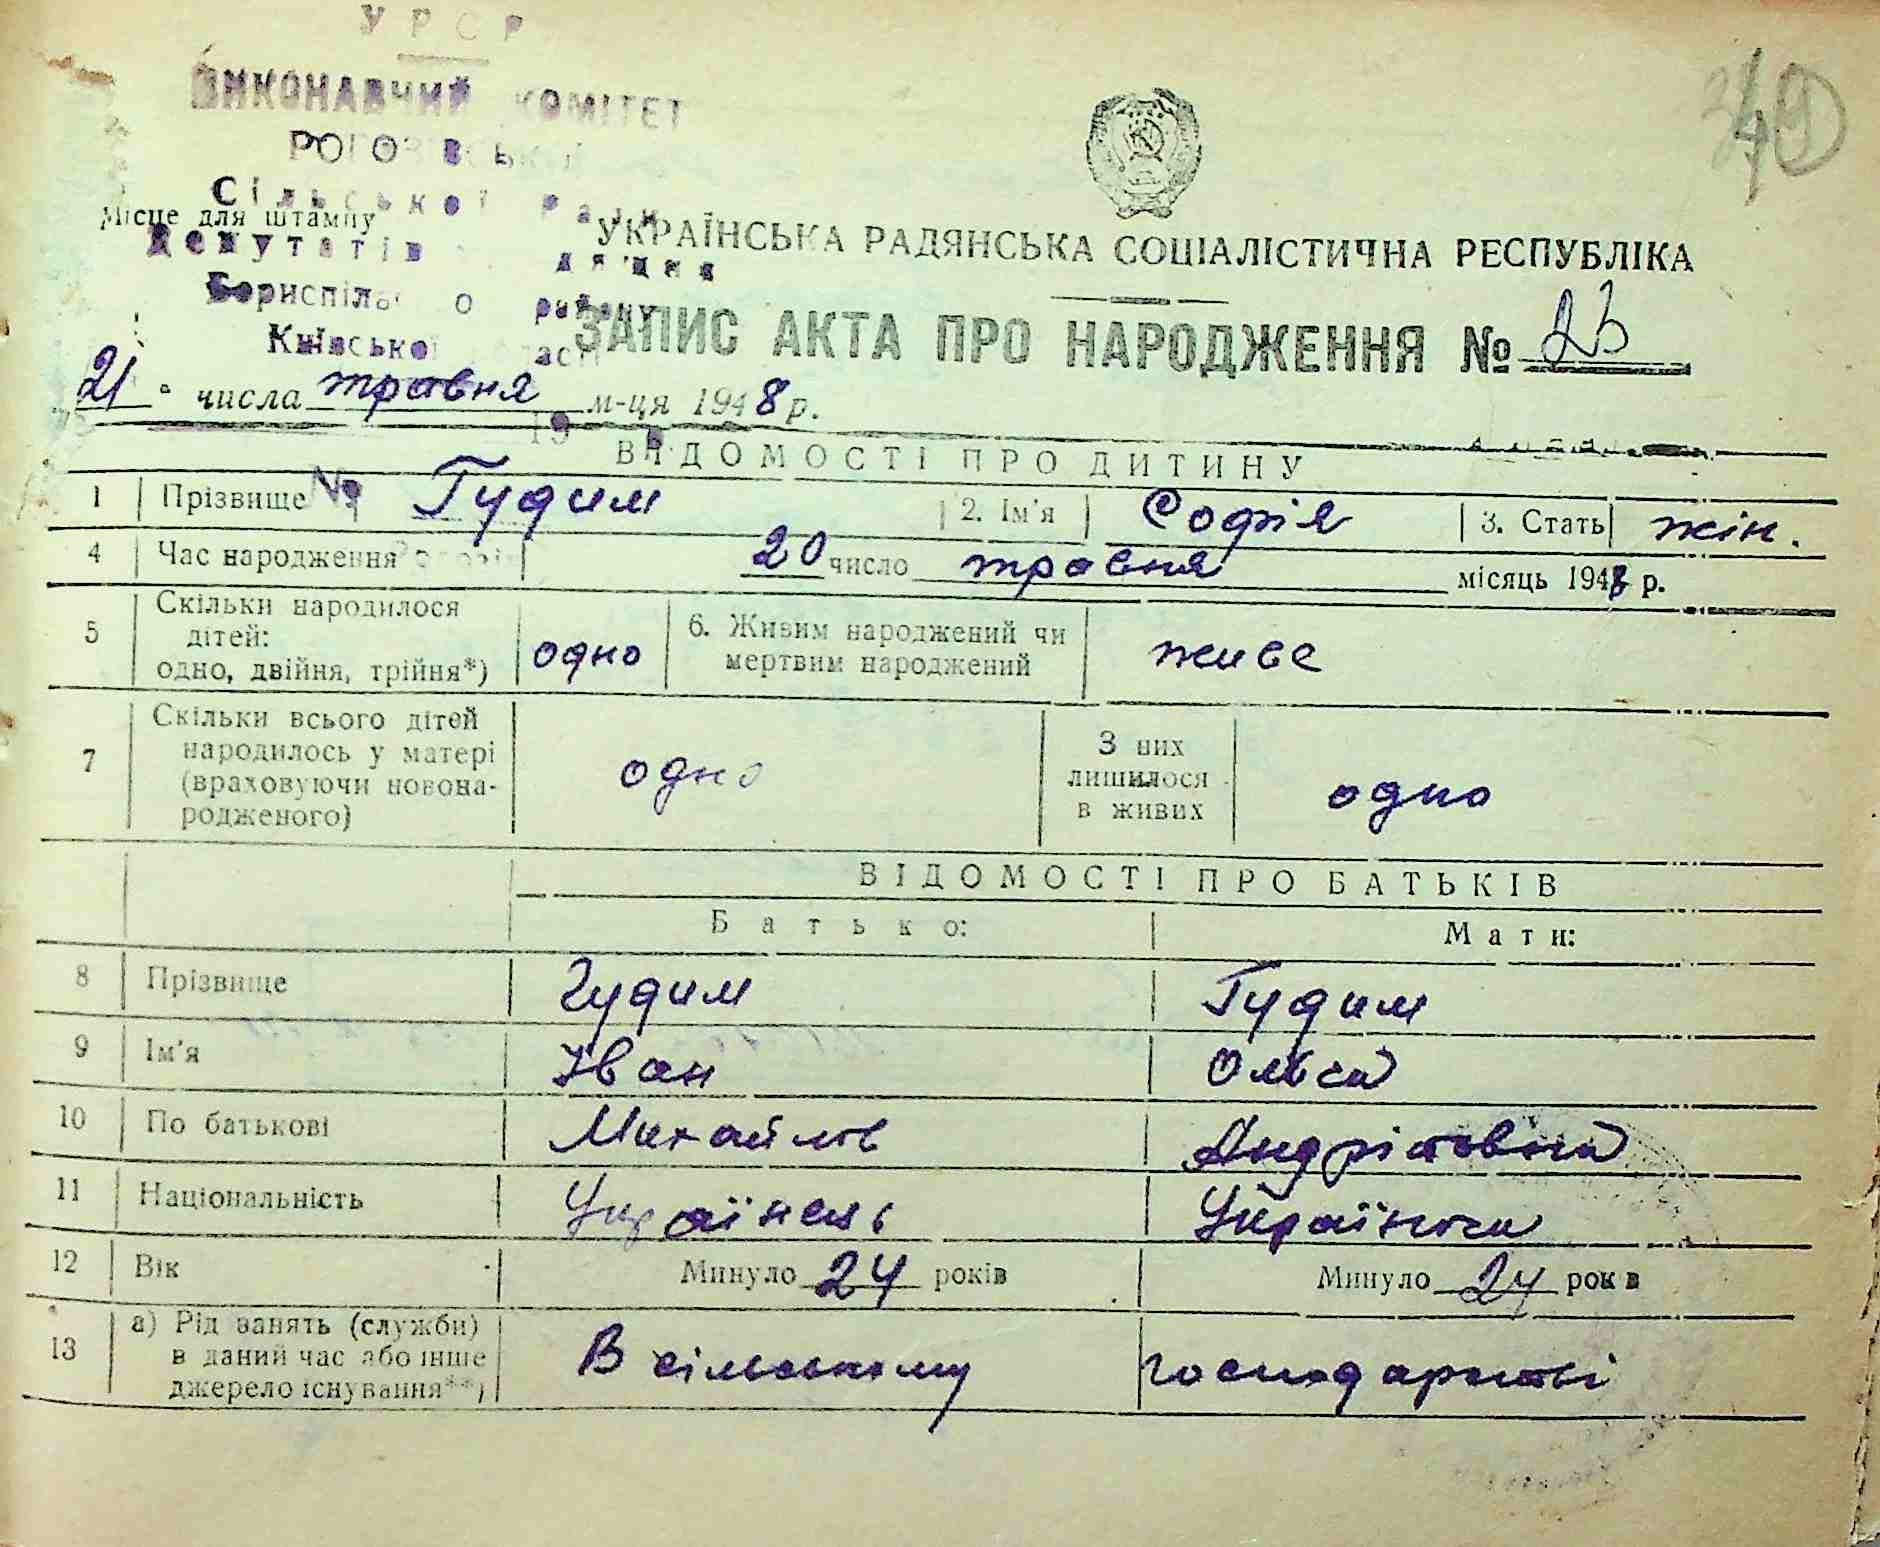 УРСР
ВИКОНАВЧИЙ КОМІТЕТ
Сільської Ради
Місце для штампу
Депутатів
УКРАЇНСЬКА РАДЯНСЬКА СОЦІАЛІСТИЧНА РЕСПУБЛІКА
району
Київської області
ЗАПИС АКТА ПРО НАРОДЖЕННЯ № 23
21 числа травня м-ця 1948 р.
ВІДОМОСТІ ПРО ДИТИНУ
1 Прізвище № Гудим 2. Ім'я Софія 3. Стать жін.
4 Час народження 20 число травня місяць 1948 р.
5 Скільки народилося
дітей:
одно, двійня, трійня*) одно 6. Живим народжений чи
мертвим народжений живе
7 Скільки всього дітей
народилось у матері
(враховуючи новона-
родженого) одно З них
лишилося
в живих одно
ВІДОМОСТІ ПРО БАТЬКІВ
Батько: Мати:
8 Прізвище Гудим Гудим
9 Ім'я Іван Ольга
10 По батькові Михайлов Андріївна
11 Національність Українець Українка
12 Вік Минуло 24 років Минуло 24 років
13 а) Рід занять (служби)
в даний час або інше
джерело існування**) В сільському господарстві